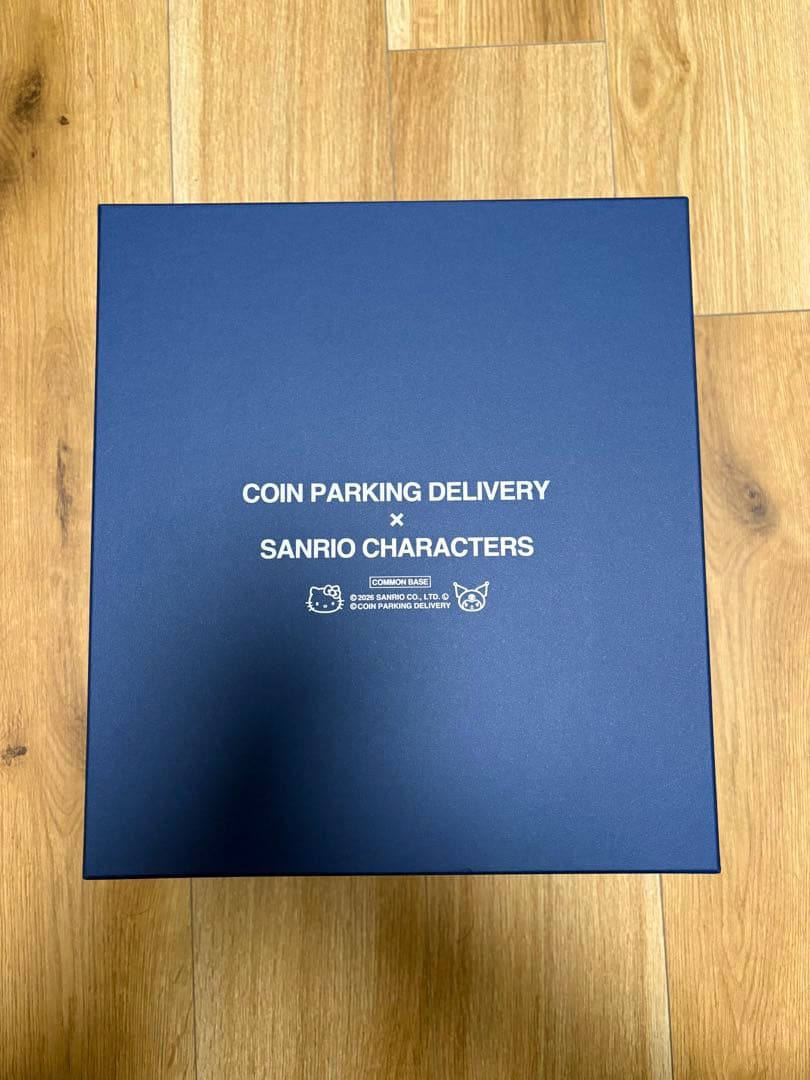 COIN PARKING DELIVERY
×
SANRIO CHARACTERS
COMMON BASE
© 2026 SANRIO CO., LTD. Ⓛ
© COIN PARKING DELIVERY